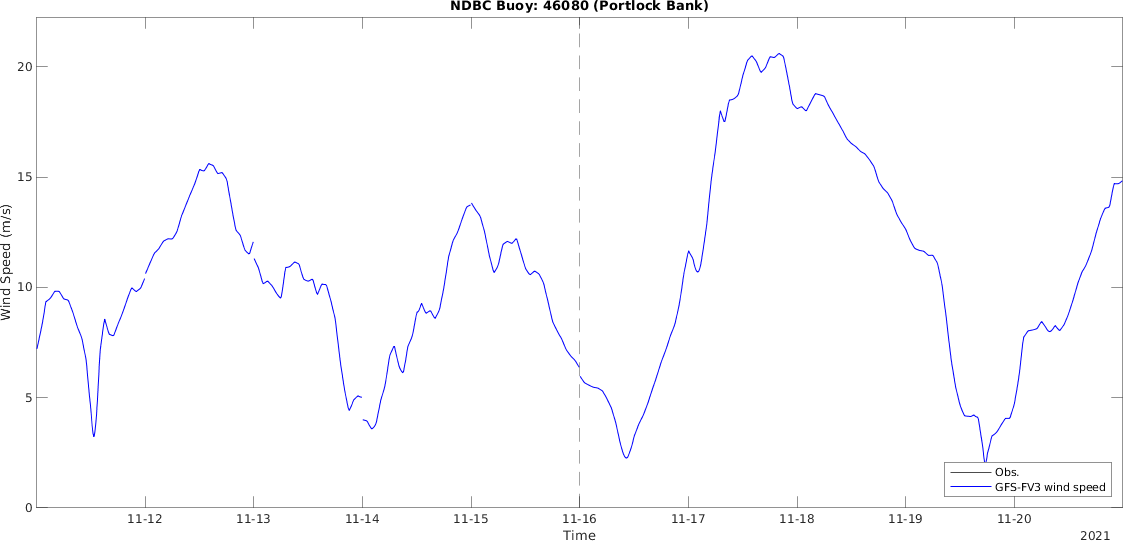 NDBC Buoy: 46080 (Portlock Bank)
Wind Speed (m/s)
20
15
10
5
0
11-12 11-13 11-14 11-15 11-16 11-17 11-18 11-19 11-20
Time
2021
Obs.
GFS-FV3 wind speed